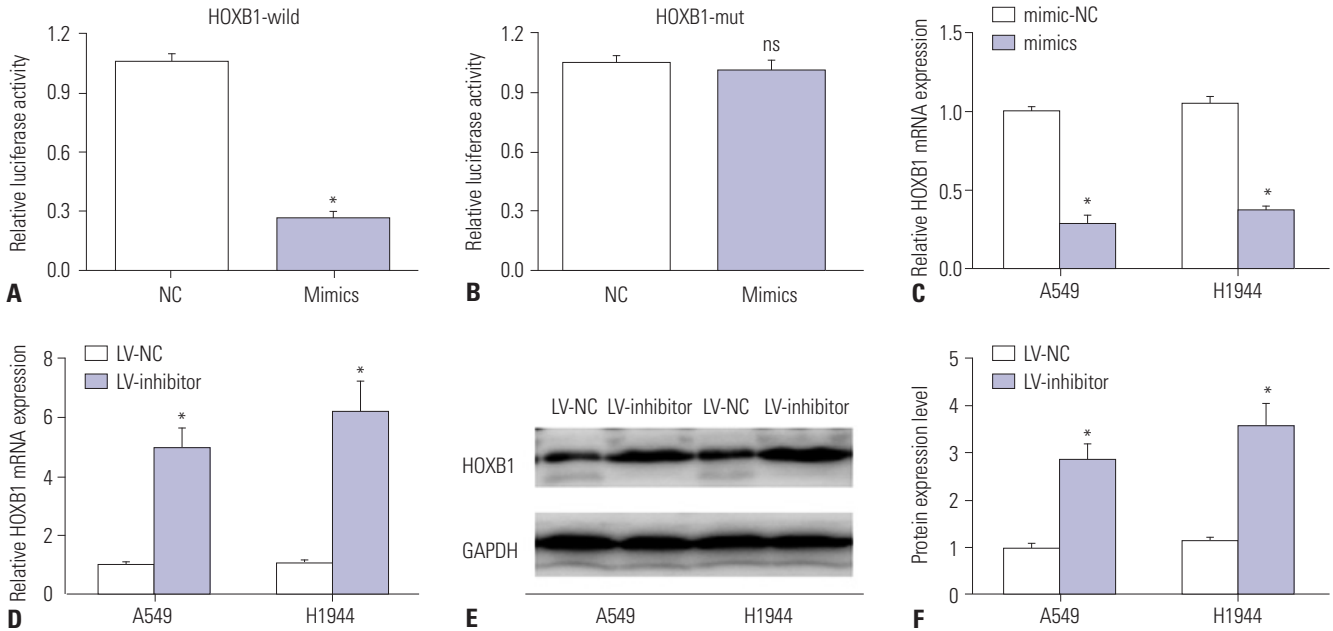 HOXB1-wild
Relative luciferase activity
1.2
0.9
0.6
0.3
0.0
*
NC
Mimics
A
HOXB1-mut
Relative luciferase activity
1.2
0.9
0.6
0.3
0.0
ns
NC
Mimics
B
mimic-NC
mimics
Relative HOXB1 mRNA expression
1.5
1.0
0.5
0.0
*
*
A549
H1944
C
LV-NC
LV-inhibitor
Relative HOXB1 mRNA expression
8
6
4
2
0
*
*
A549
H1944
D
LV-NC LV-inhibitor LV-NC LV-inhibitor
HOXB1
GAPDH
A549
H1944
E
LV-NC
LV-inhibitor
Protein expression level
5
4
3
2
1
0
*
*
A549
H1944
F